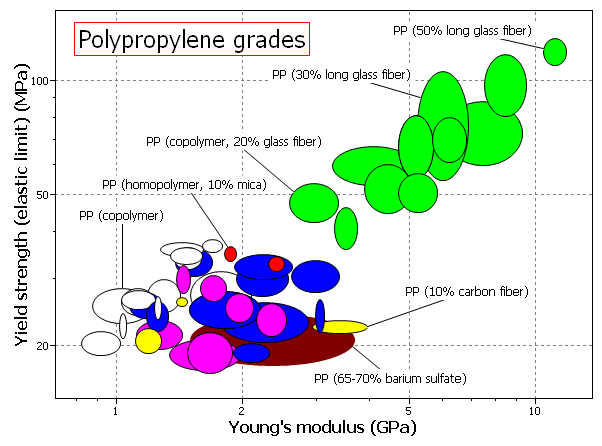 Polypropylene grades
PP (50% long glass fiber)
PP (30% long glass fiber)
PP (copolymer, 20% glass fiber)
PP (homopolymer, 10% mica)
PP (copolymer)
PP (10% carbon fiber)
PP (65-70% barium sulfate)
Yield strength (elastic limit) (MPa)
100
50
20
1
2
5
10
Young's modulus (GPa)